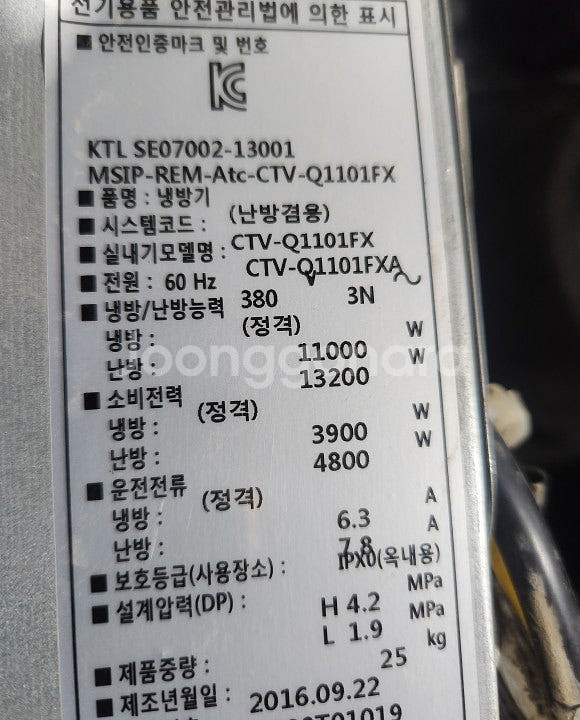 전기용품 안전관리법에 의한 표시
■ 안전인증마크 및 번호
KC
KTL SE07002-13001
MSIP-REM-Atc-CTV-Q1101FX
■ 품명 : 냉방기
(난방겸용)
■ 시스템코드 :
CTV-Q1101FX
■ 실내기모델명 :
CTV-Q1101FXA
■ 전원 : 60 Hz 380 V 3N ~
■ 냉방/난방능력 (정격)
냉방 : 11000 W
난방 : 13200 W
■ 소비전력 (정격)
냉방 : 3900 W
난방 : 4800 W
■ 운전전류 (정격)
냉방 : 6.3 A
난방 : 7.8 A
■ 보호등급(사용장소) : IPX0(옥내용)
■ 설계압력(DP) : H 4.2 MPa
L 1.9 MPa
■ 제품중량 : 25 kg
■ 제조년월일 : 2016.09.22
joonggonara